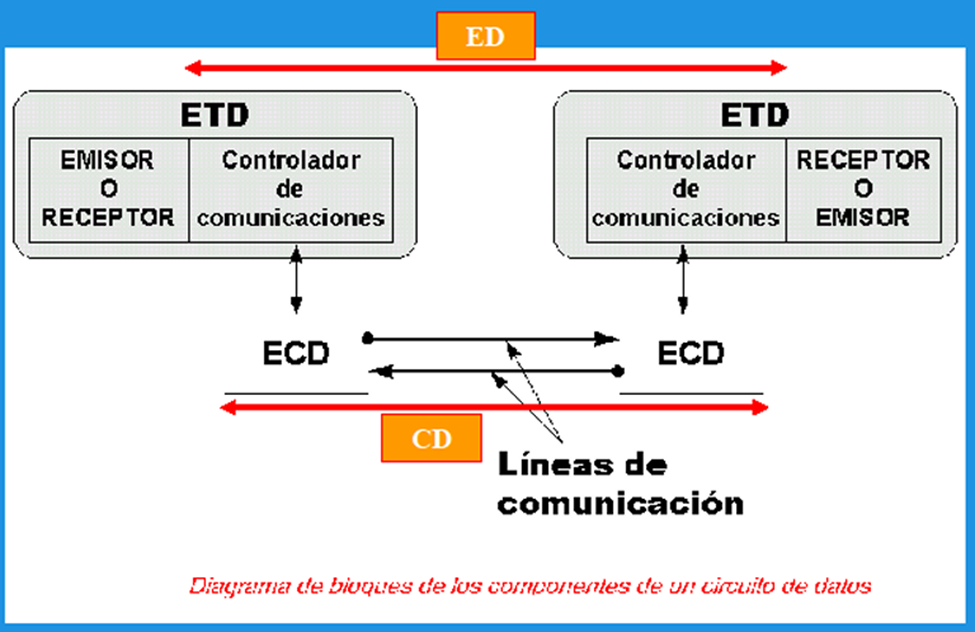 ED
ETD
EMISOR
O
RECEPTOR
Controlador
de
comunicaciones
ETD
Controlador
de
comunicaciones
RECEPTOR
O
EMISOR
ECD
ECD
CD
Líneas de
comunicación
Diagrama de bloques de los componentes de un circuito de datos